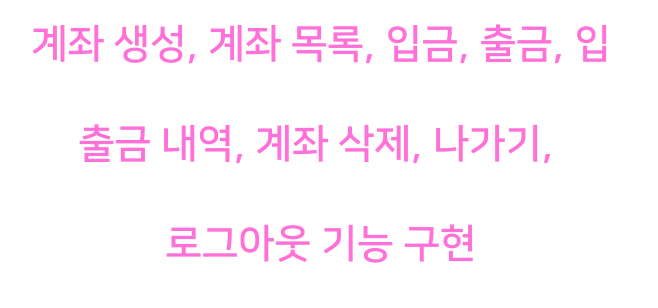 계좌 생성, 계좌 목록, 입금, 출금, 입
출금 내역, 계좌 삭제, 나가기,
로그아웃 기능 구현